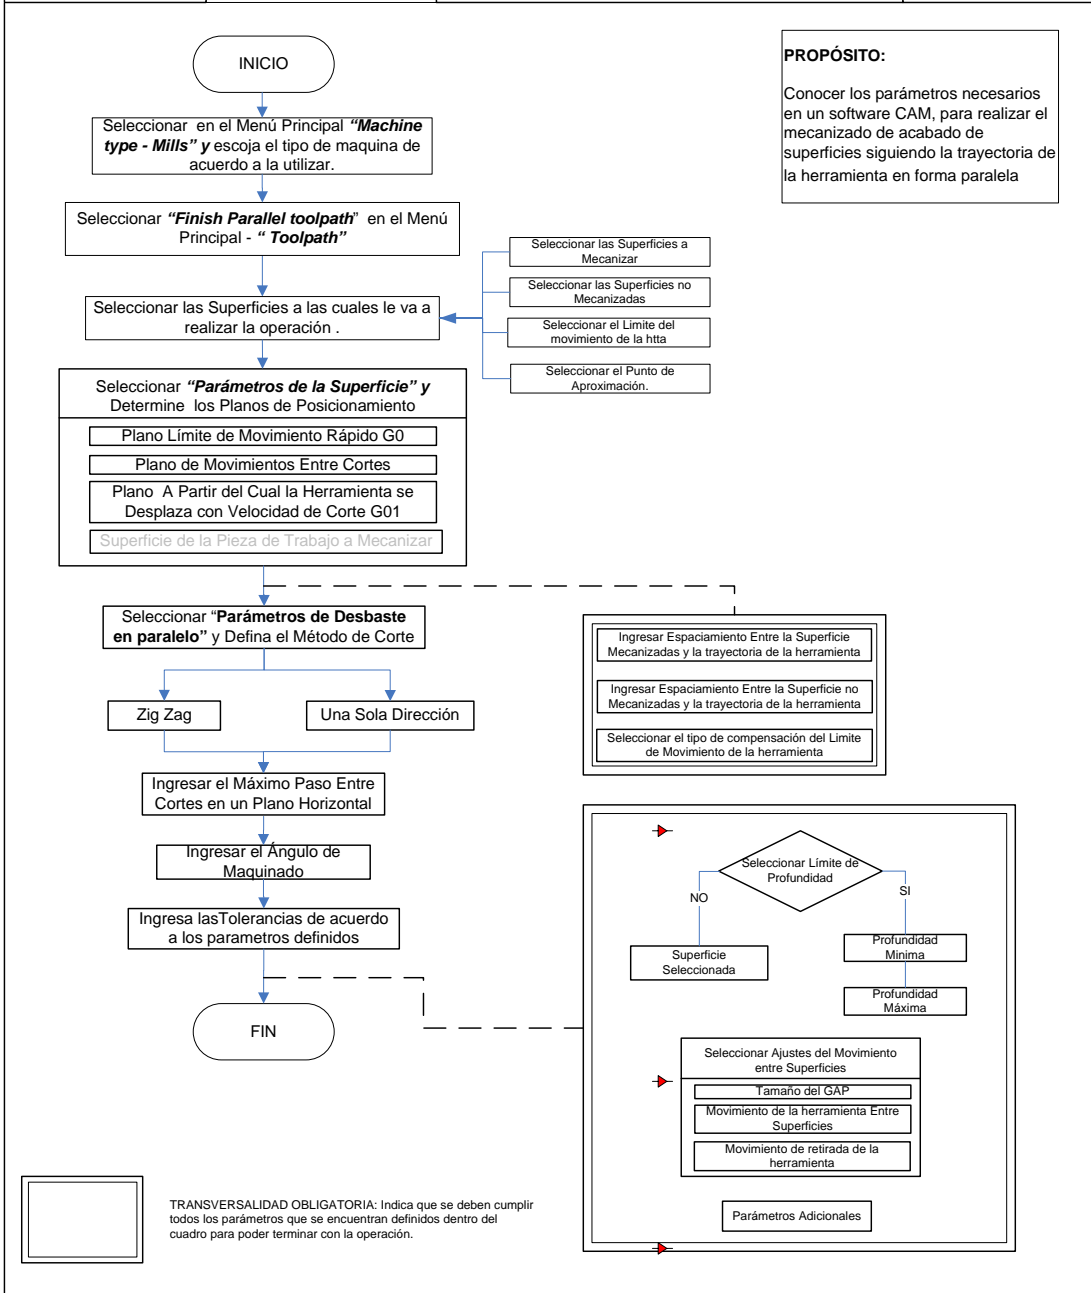 INICIO
PROPÓSITO:
Conocer los parámetros necesarios
en un software CAM, para realizar el
mecanizado de acabado de
superficies siguiendo la trayectoria de
la herramienta en forma paralela
Seleccionar en el Menú Principal “Machine
type - Mills” y escoja el tipo de maquina de
acuerdo a la utilizar.
Seleccionar “Finish Parallel toolpath” en el Menú
Principal - “ Toolpath”
Seleccionar las Superficies a las cuales le va a
realizar la operación .
Seleccionar las Superficies a
Mecanizar
Seleccionar las Superficies no
Mecanizadas
Seleccionar el Limite del
movimiento de la htta
Seleccionar el Punto de
Aproximación.
Seleccionar “Parámetros de la Superficie” y
Determine los Planos de Posicionamiento
Plano Límite de Movimiento Rápido G0
Plano de Movimientos Entre Cortes
Plano A Partir del Cual la Herramienta se
Desplaza con Velocidad de Corte G01
Superficie de la Pieza de Trabajo a Mecanizar
Seleccionar “Parámetros de Desbaste
en paralelo” y Defina el Método de Corte
Zig Zag
Una Sola Dirección
Ingresar el Máximo Paso Entre
Cortes en un Plano Horizontal
Ingresar el Ángulo de
Maquinado
Ingresa lasTolerancias de acuerdo
a los parametros definidos
FIN
Ingresar Espaciamiento Entre la Superficie
Mecanizadas y la trayectoria de la herramienta
Ingresar Espaciamiento Entre la Superficie no
Mecanizadas y la trayectoria de la herramienta
Seleccionar el tipo de compensación del Limite
de Movimiento de la herramienta
Seleccionar Límite de
Profundidad
NO
SI
Superficie
Seleccionada
Profundidad
Minima
Profundidad
Máxima
Seleccionar Ajustes del Movimiento
entre Superficies
Tamaño del GAP
Movimiento de la herramienta Entre
Superficies
Movimiento de retirada de la
herramienta
Parámetros Adicionales
TRANSVERSALIDAD OBLIGATORIA: Indica que se deben cumplir
todos los parámetros que se encuentran definidos dentro del
cuadro para poder terminar con la operación.